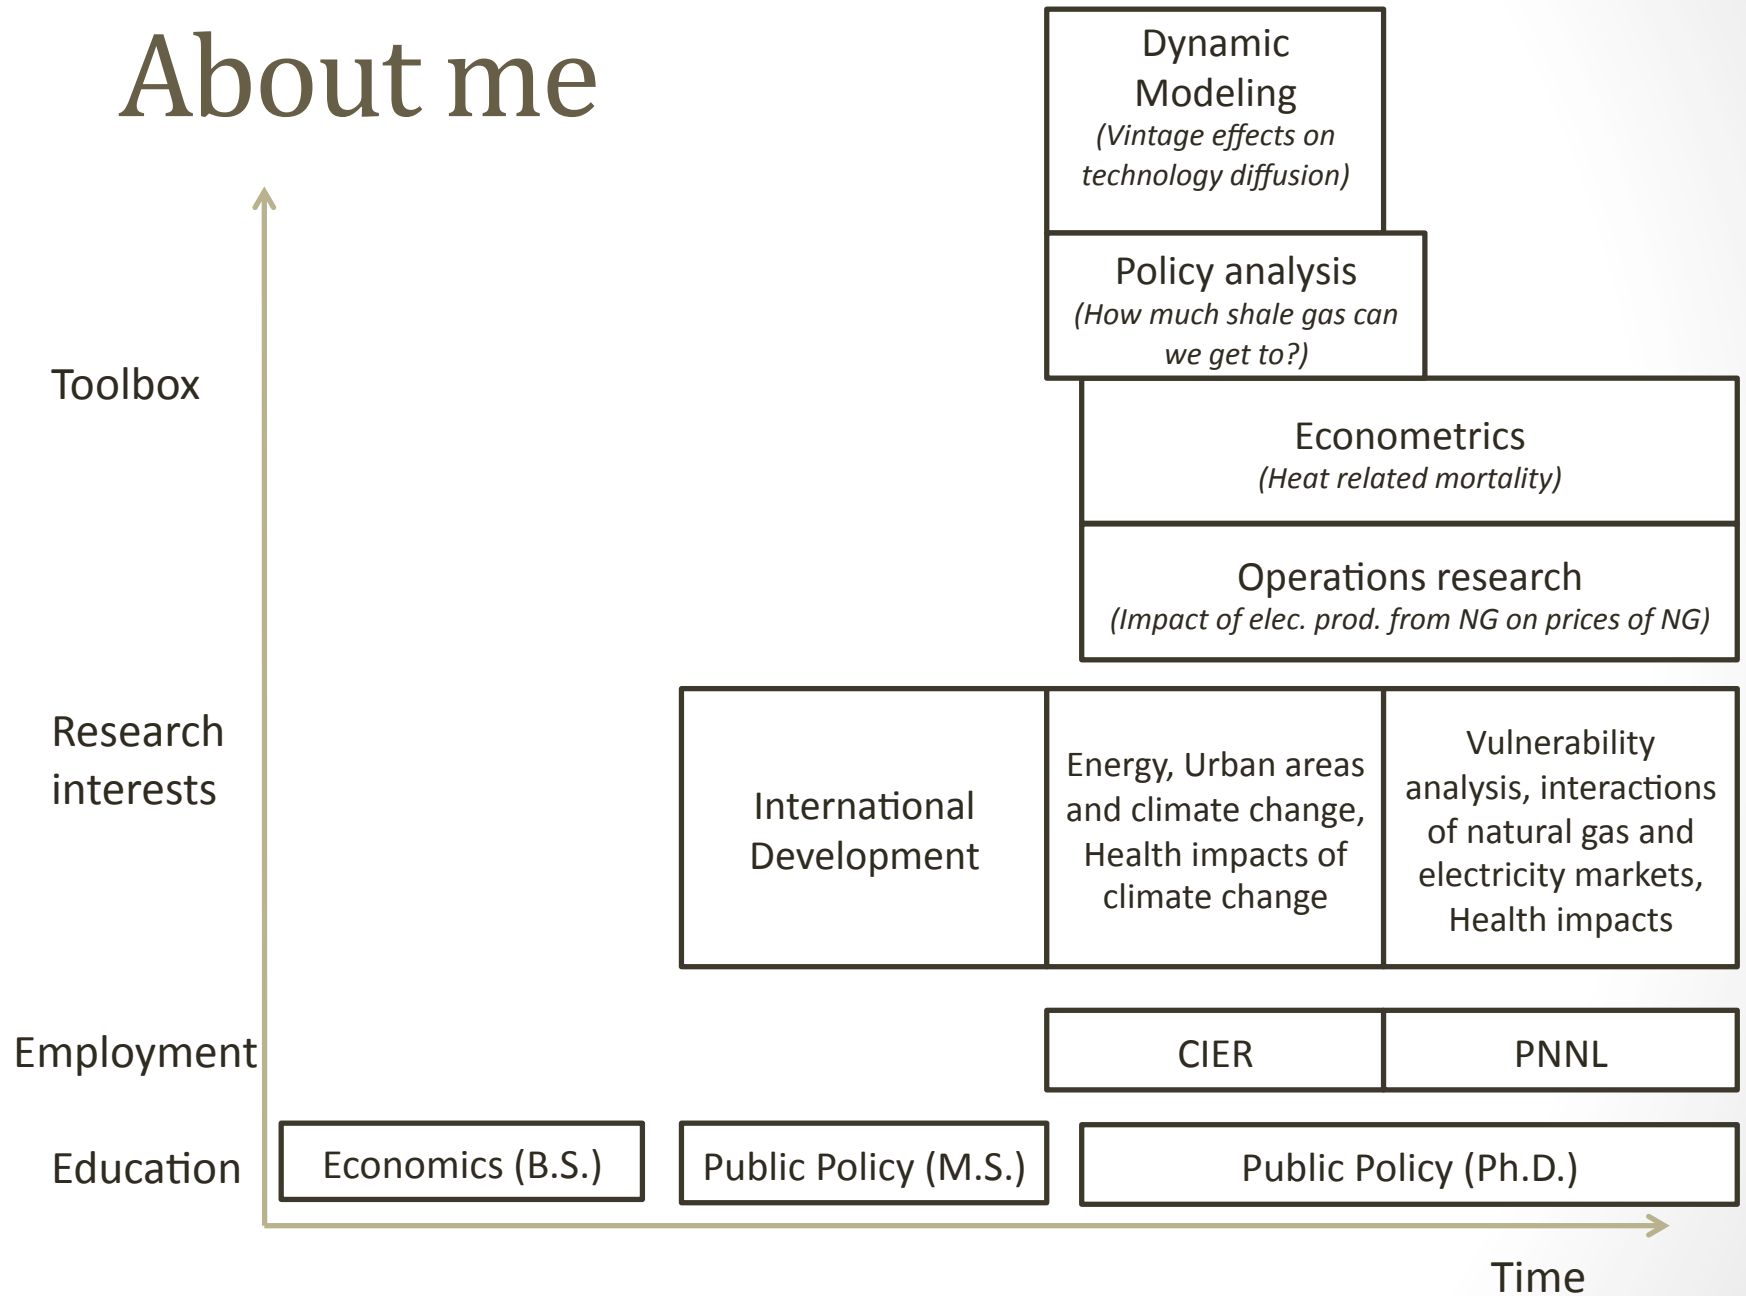 About me
Dynamic
Modeling
(Vintage effects on
technology diffusion)
Policy analysis
(How much shale gas can
we get to?)
Toolbox
Econometrics
(Heat related mortality)
Operations research
(Impact of elec. prod. from NG on prices of NG)
Research
interests
International
Development
Energy, Urban areas
and climate change,
Health impacts of
climate change
Vulnerability
analysis, interactions
of natural gas and
electricity markets,
Health impacts
Employment
CIER
PNNL
Education
Economics (B.S.)
Public Policy (M.S.)
Public Policy (Ph.D.)
Time